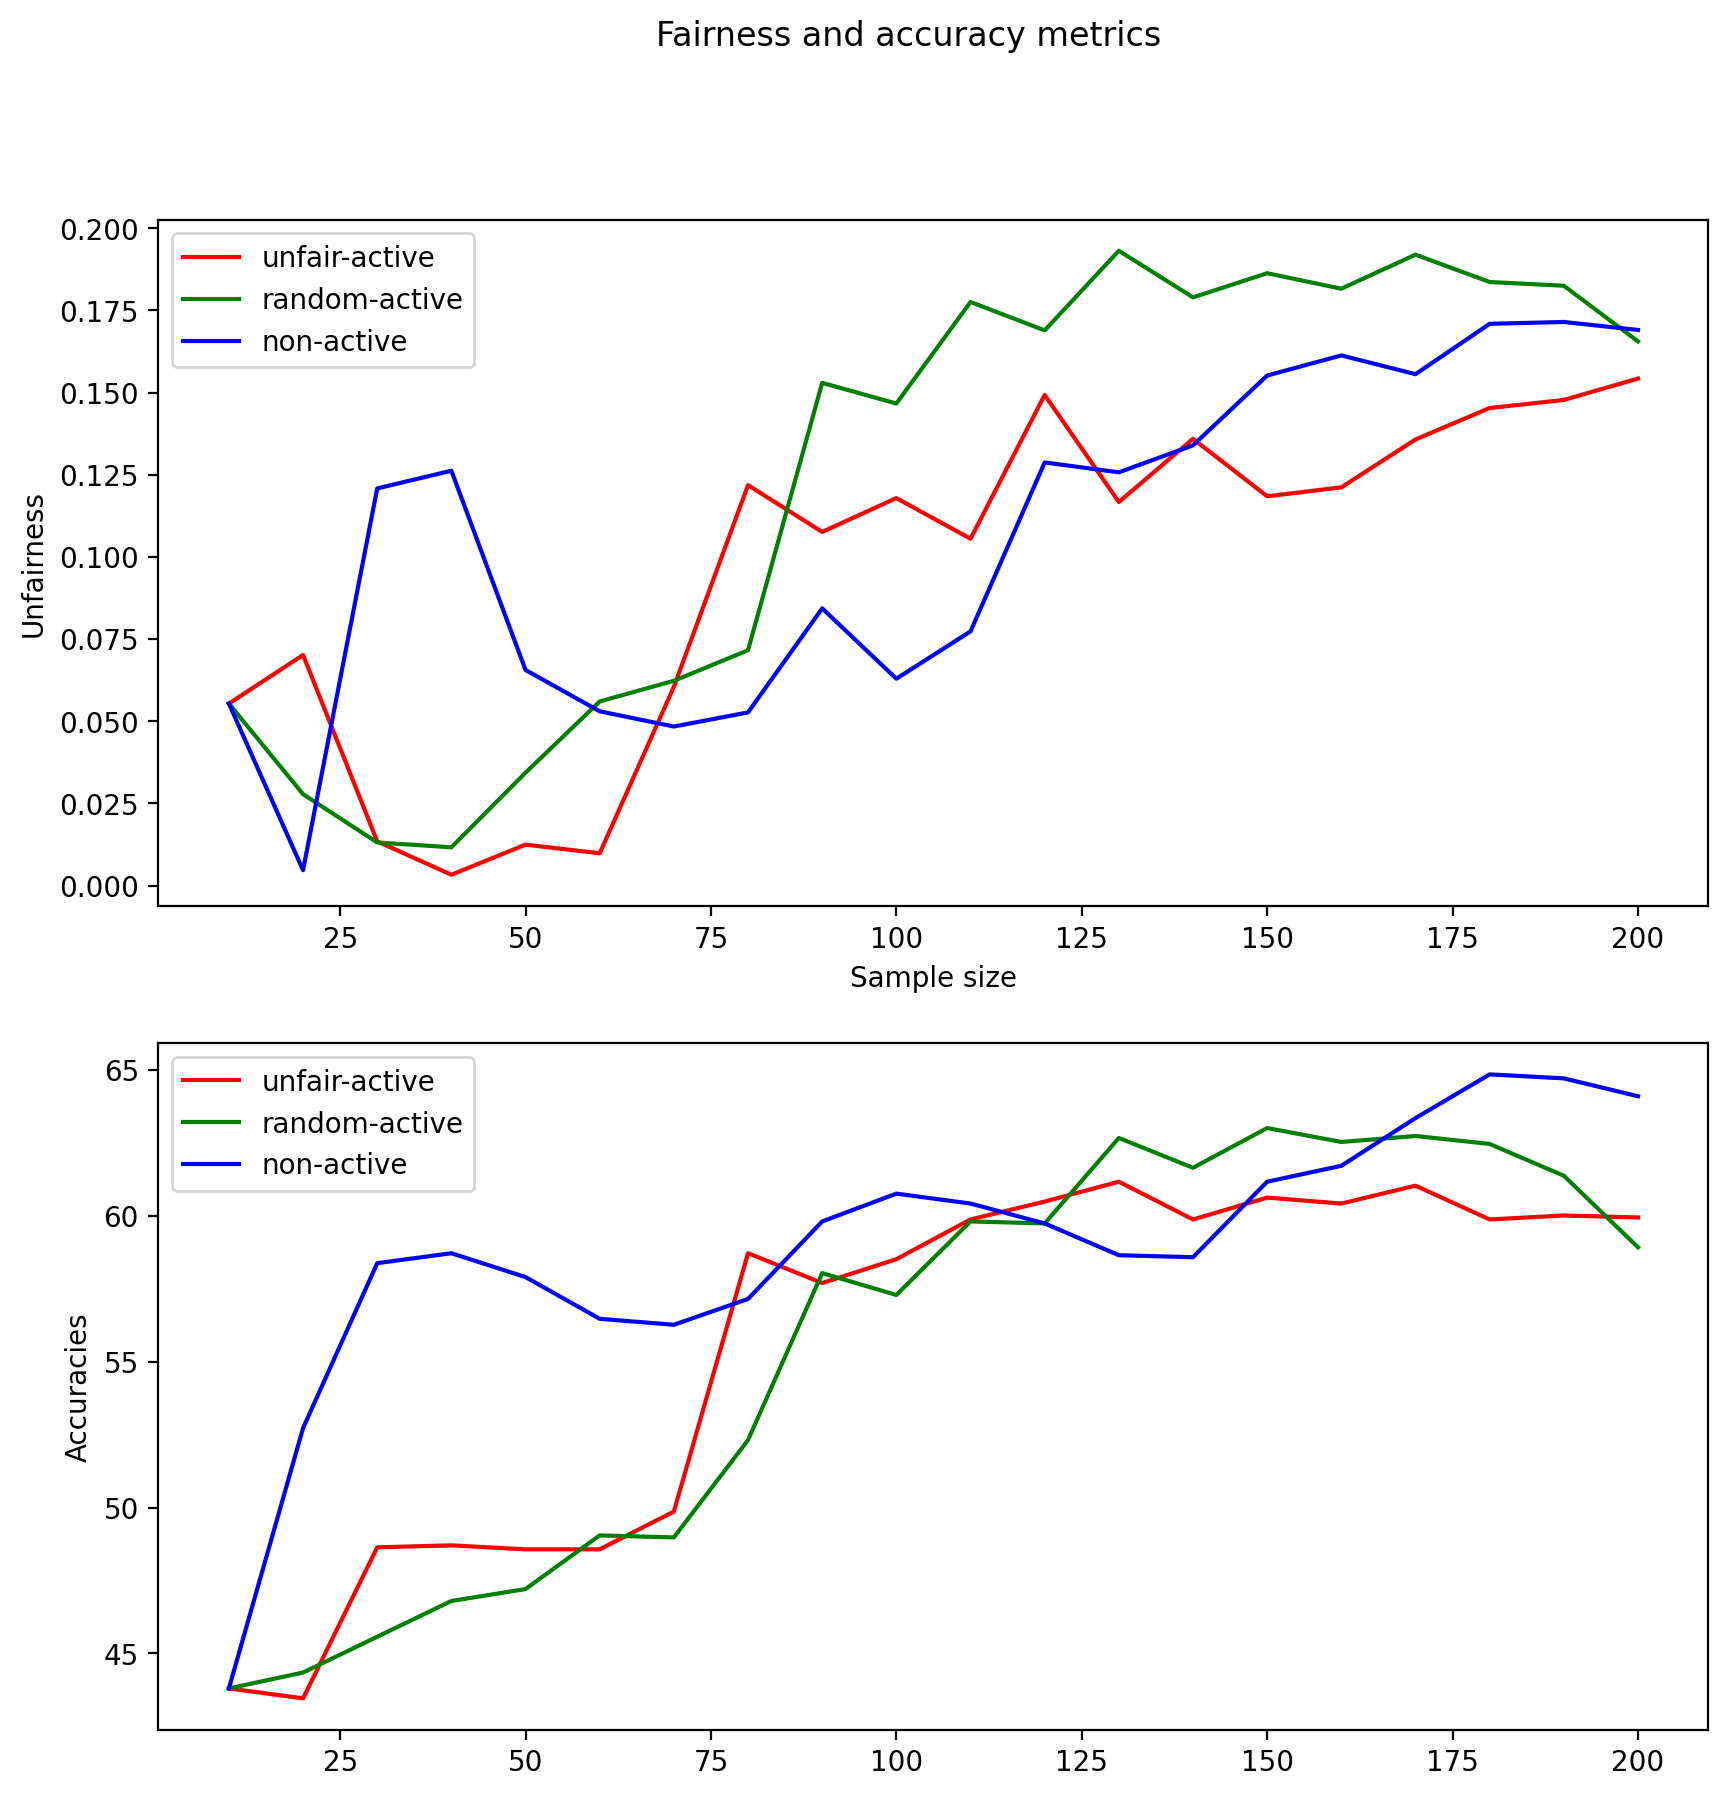 Fairness and accuracy metrics
0.200
0.175
0.150
0.125
0.100
0.075
0.050
0.025
0.000
Unfairness
unfair-active
random-active
non-active
25 50 75 100 125 150 175 200
Sample size
65
60
55
50
45
Accuracies
unfair-active
random-active
non-active
25 50 75 100 125 150 175 200